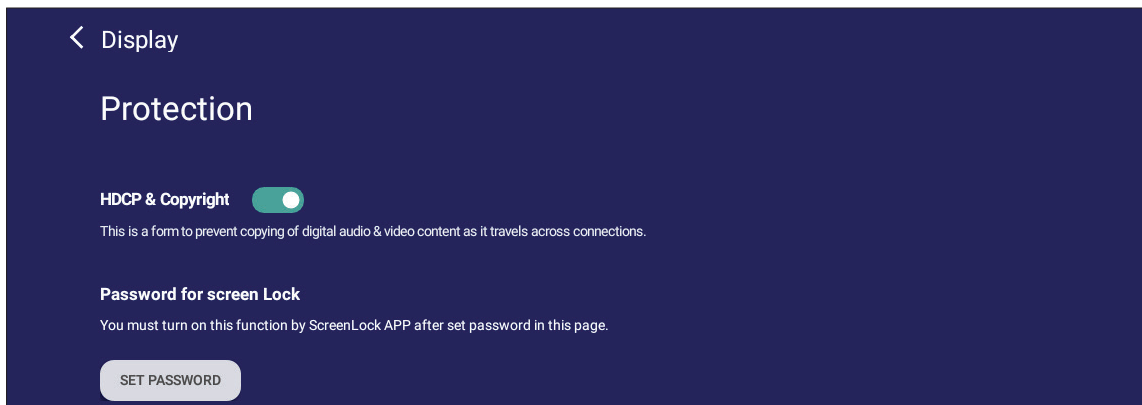 Display
Protection
HDCP & Copyright
This is a form to prevent copying of digital audio & video content as it travels across connections.
Password for screen Lock
You must turn on this function by ScreenLock APP after set password in this page.
SET PASSWORD